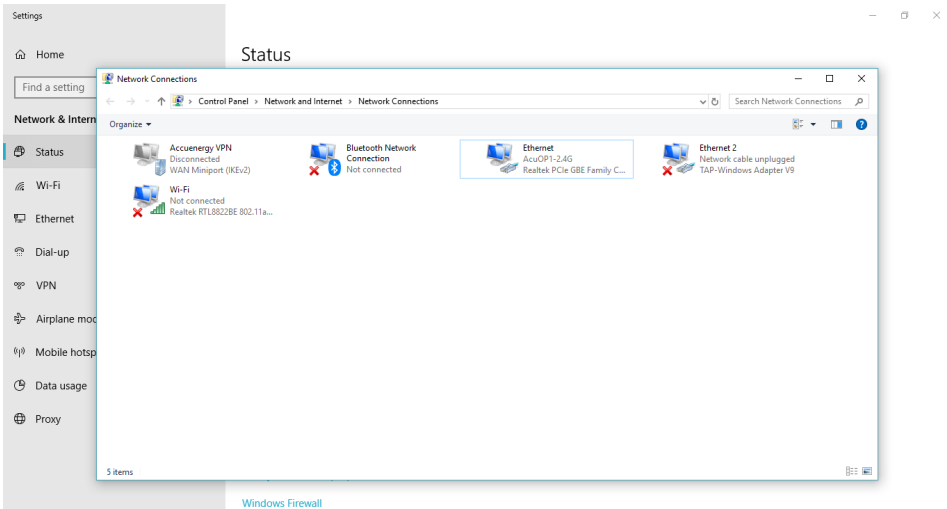 Settings
Home
Find a setting
Network & Intern
Status
Wi-Fi
Ethernet
Dial-up
VPN
Airplane mod
Mobile hotsp
Data usage
Proxy
Status
Network Connections
Control Panel > Network and Internet > Network Connections
Search Network Connections
Organize
Accuenergy VPN
Disconnected
WAN Miniport (IKEv2)
Bluetooth Network
Connection
Not connected
Ethernet
AcuOP1-2.4G
Realtek PCIe GBE Family C...
Ethernet 2
Network cable unplugged
TAP-Windows Adapter V9
Wi-Fi
Not connected
Realtek RTL8822BE 802.11a...
5 items
Windows Firewall